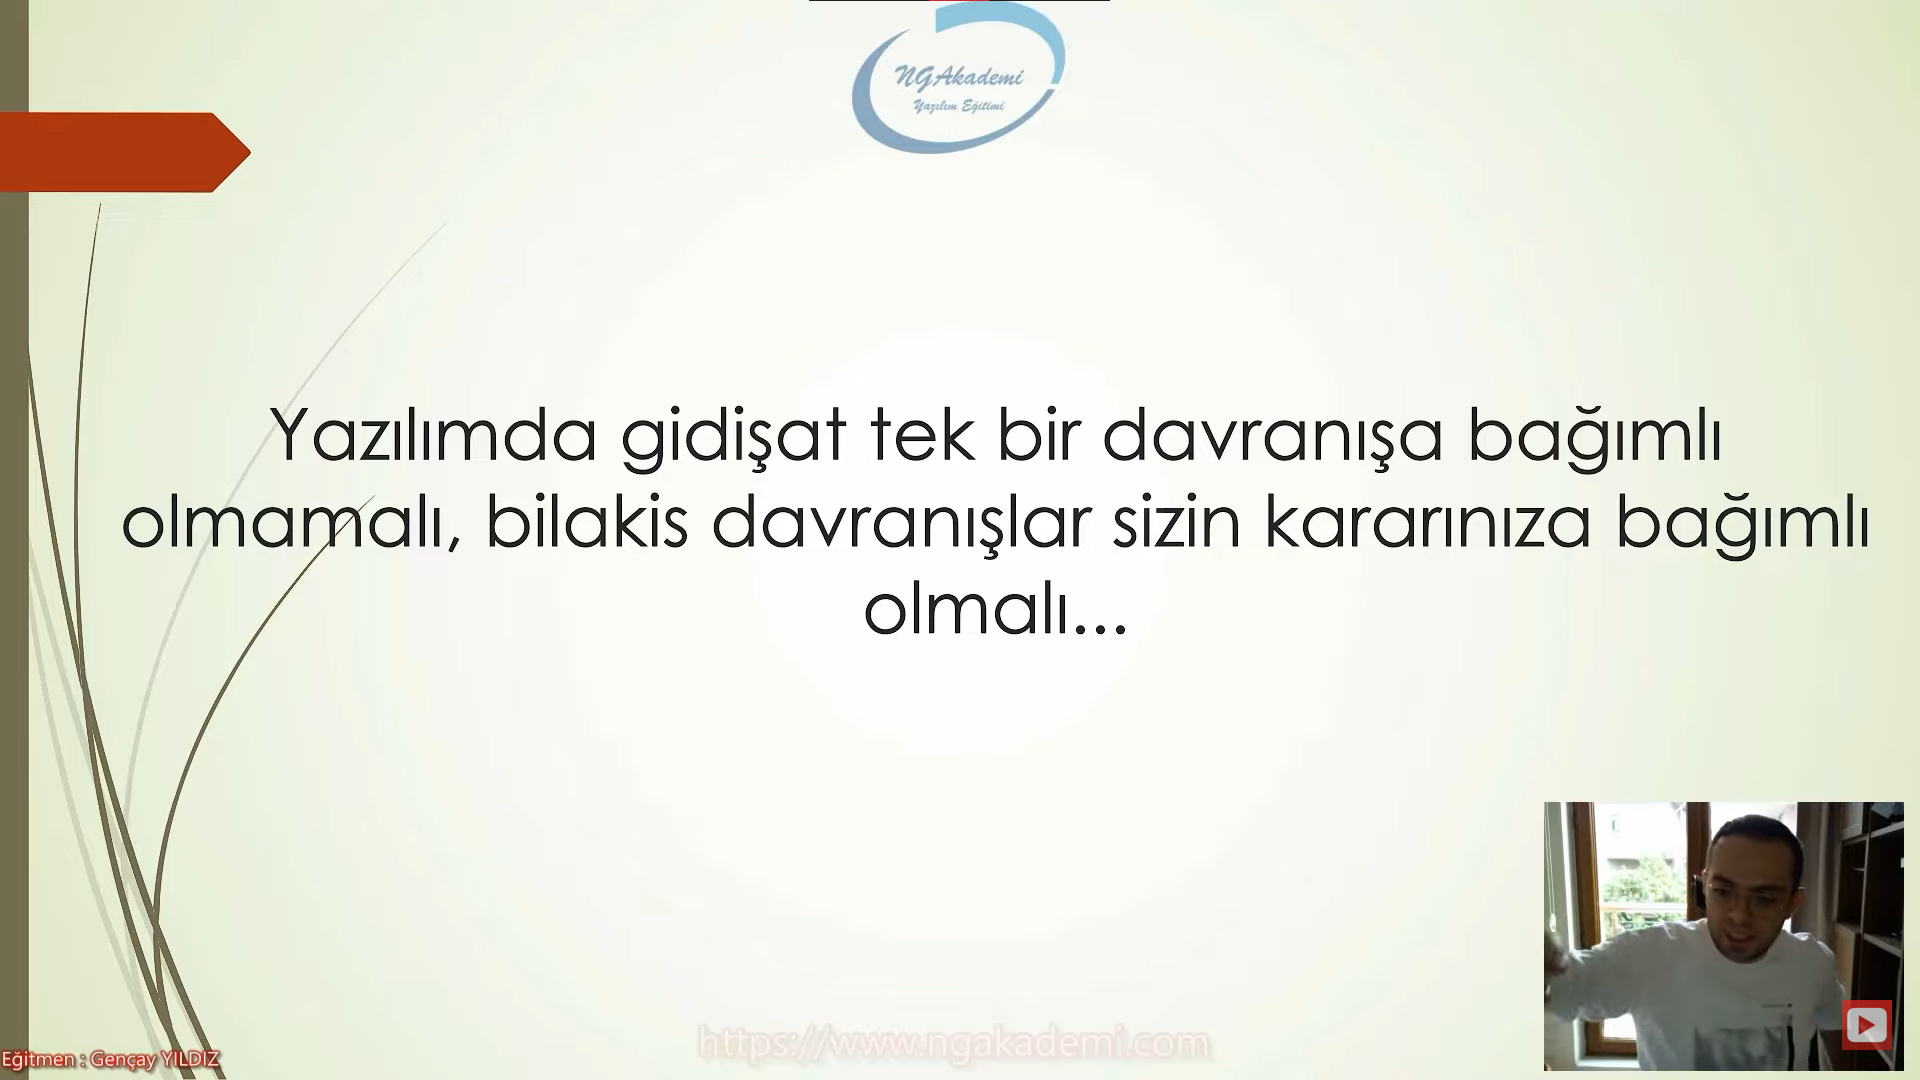 NGAkademi
Yazılım Eğitimi
Yazılımda gidişat tek bir davranışa bağımlı
olmamalı, bilakis davranışlar sizin kararınıza bağımlı
olmalı...
https://www.ngakademi.com
Eğitmen : Gençay YILDIZ